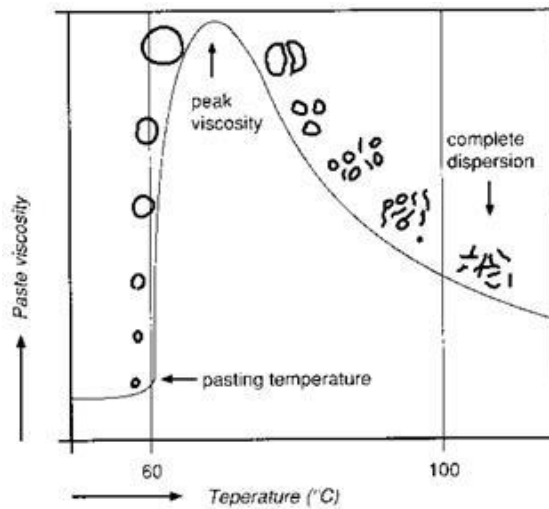 peak
viscosity
complete
dispersion
Paste viscosity
pasting temperature
60
100
Teperature (°C)